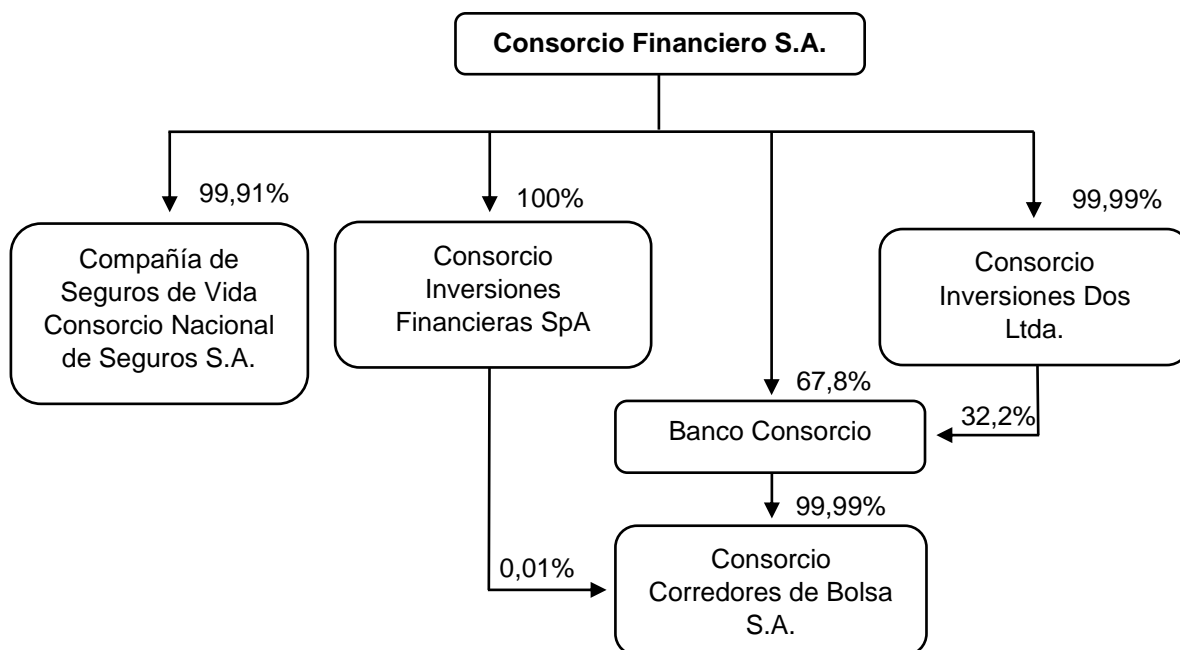 Consorcio Financiero S.A.
99,91%
100%
99,99%
Compañía de
Seguros de Vida
Consorcio Nacional
de Seguros S.A.
Consorcio
Inversiones
Financieras SpA
Consorcio
Inversiones Dos
Ltda.
67,8%
32,2%
Banco Consorcio
99,99%
0,01%
Consorcio
Corredores de Bolsa
S.A.